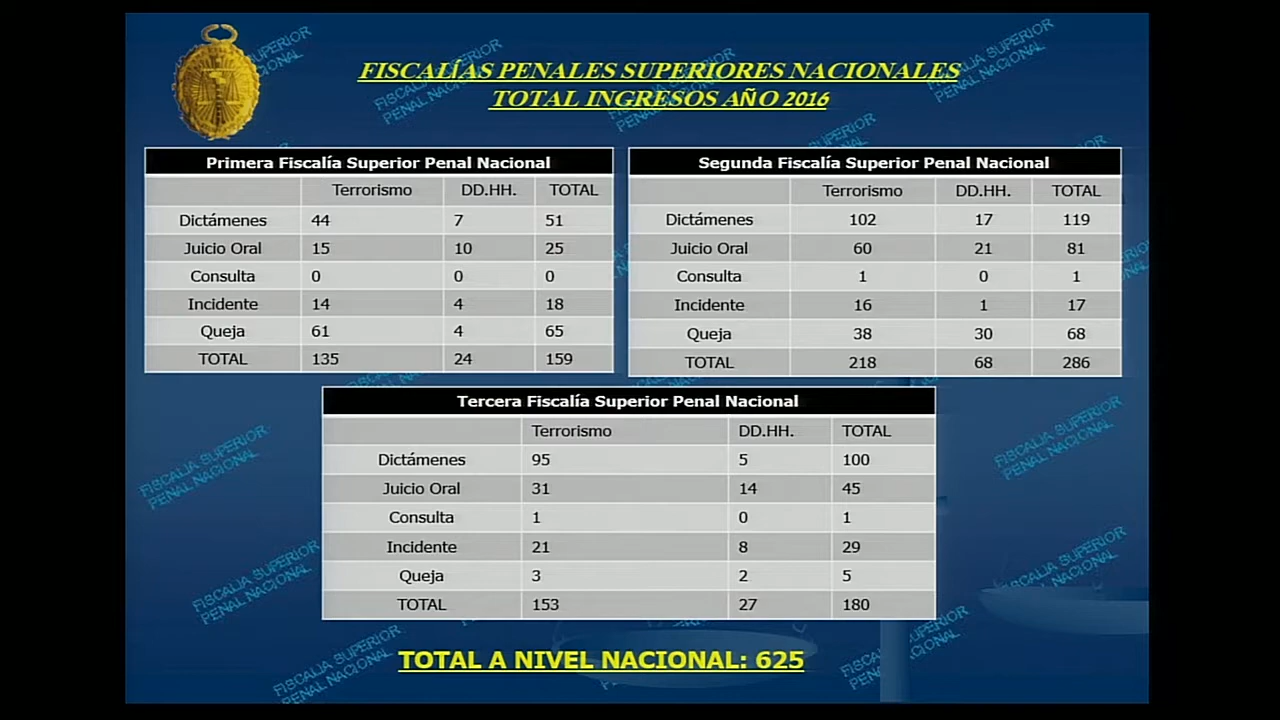 FISCALÍAS PENALES SUPERIORES NACIONALES
TOTAL INGRESOS AÑO 2016
Primera Fiscalía Superior Penal Nacional
Terrorismo DD.HH. TOTAL
Dictámenes 44 7 51
Juicio Oral 15 10 25
Consulta 0 0 0
Incidente 14 4 18
Queja 61 4 65
TOTAL 135 24 159
Segunda Fiscalía Superior Penal Nacional
Terrorismo DD.HH. TOTAL
Dictámenes 102 17 119
Juicio Oral 60 21 81
Consulta 1 0 1
Incidente 16 1 17
Queja 38 30 68
TOTAL 218 68 286
Tercera Fiscalía Superior Penal Nacional
Terrorismo DD.HH. TOTAL
Dictámenes 95 5 100
Juicio Oral 31 14 45
Consulta 1 0 1
Incidente 21 8 29
Queja 3 2 5
TOTAL 153 27 180
TOTAL A NIVEL NACIONAL: 625
FISCALIA SUPERIOR
PENAL NACIONAL